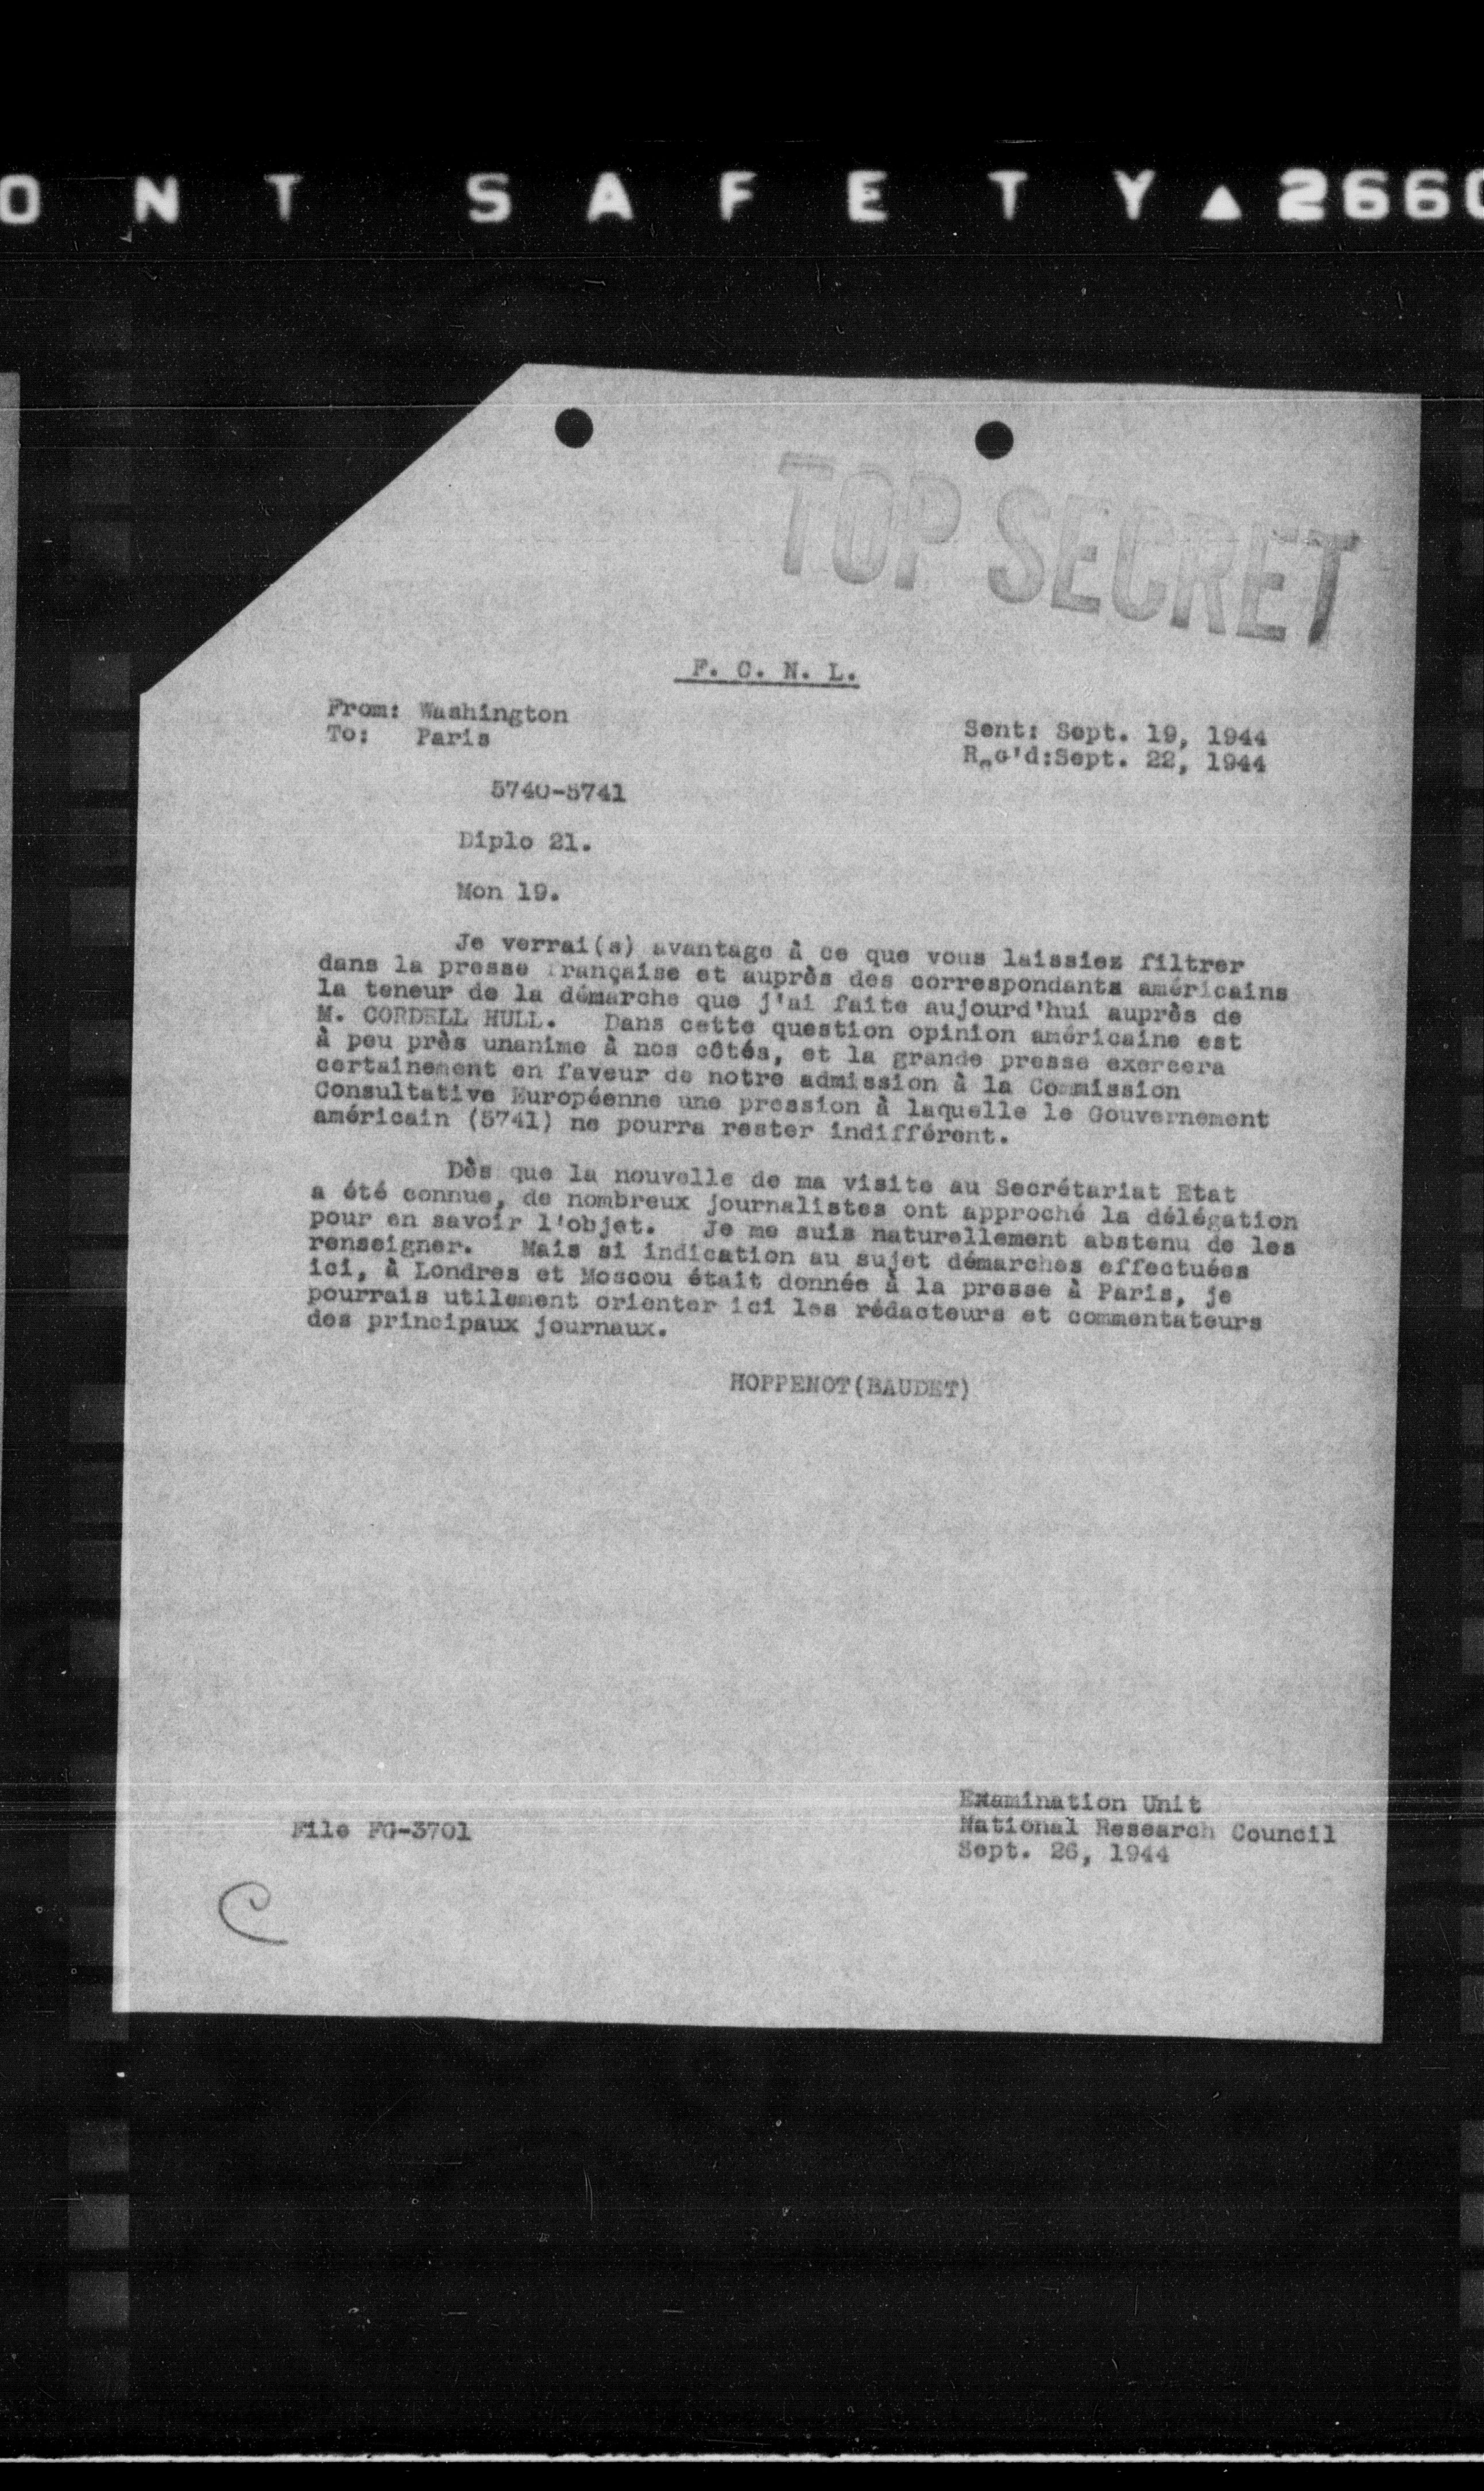 ONT SAFETY▲2660
TOP SECRET
F. C. N. L.
From: Washington
To: Paris
Sent: Sept. 19, 1944
Rec'd:Sept. 22, 1944
5740-5741
Diplo 21.
Mon 19.
Je verrai(s) avantage à ce que vous laissiez filtrer
dans la presse française et auprès des correspondants américains
la teneur de la démarche que j'ai faite aujourd'hui auprès de
M. CORDELL HULL. Dans cette question opinion américaine est
à peu près unanime à nos côtés, et la grande presse exercera
certainement en faveur de notre admission à la Commission
Consultative Européenne une pression à laquelle le Gouvernement
américain (5741) ne pourra rester indifférent.
Dès que la nouvelle de ma visite au Secrétariat Etat
a été connue, de nombreux journalistes ont approché la délégation
pour en savoir l'objet. Je me suis naturellement abstenu de les
renseigner. Mais si indication au sujet démarches effectuées
ici, à Londres et Moscou était donnée à la presse à Paris, je
pourrais utilement orienter ici les rédacteurs et commentateurs
des principaux journaux.
HOPPENOT(BAUDET)
File FG-3701
Examination Unit
National Research Council
Sept. 26, 1944
C